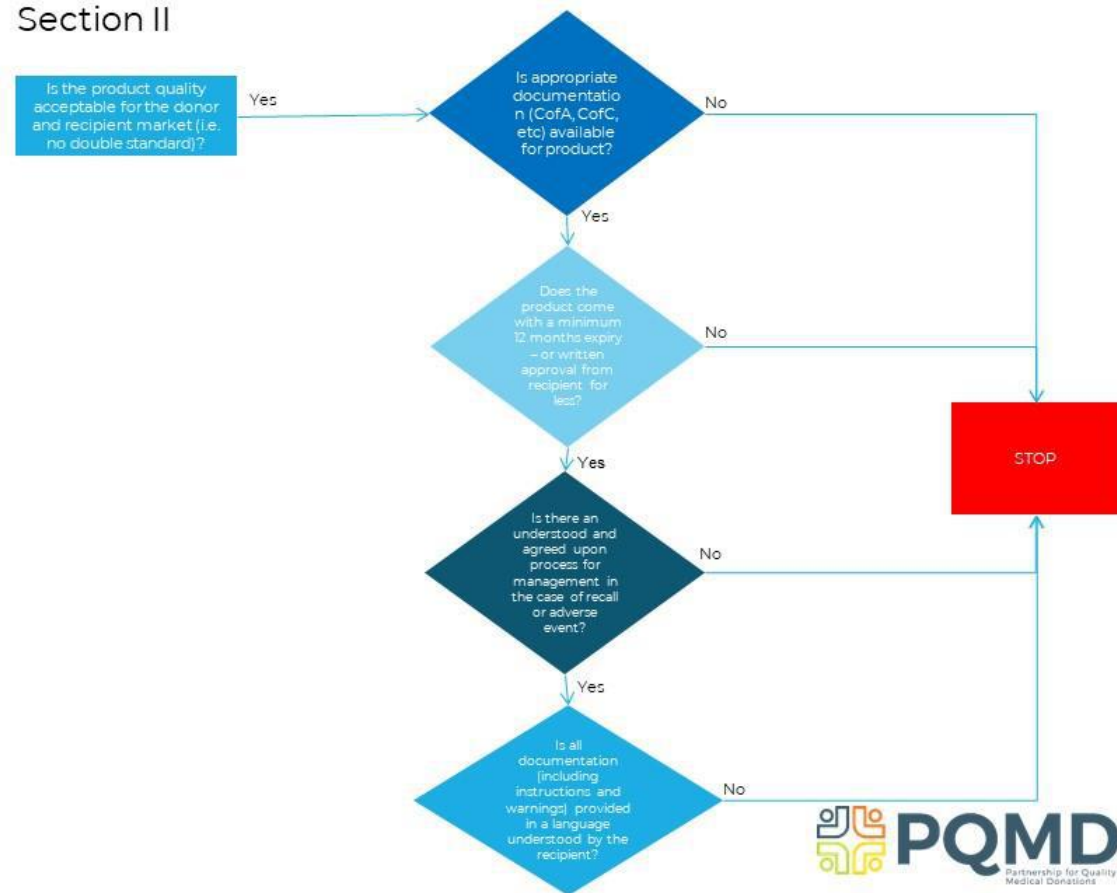 Section II
Is the product quality
acceptable for the donor
and recipient market (i.e.
no double standard)?
Yes
Is appropriate
documentatio
n (CofA, CofC,
etc) available
for product?
No
Yes
Does the
product come
with a minimum
12 months expiry
– or written
approval from
recipient for
less?
No
STOP
Yes
Is there an
understood and
agreed upon
process for
management in
the case of recall
or adverse
event?
No
Yes
Is all
documentation
(including
instructions and
warnings) provided
in a language
understood by the
recipient?
No
PQMD
Partnership for Quality
Medical Donations